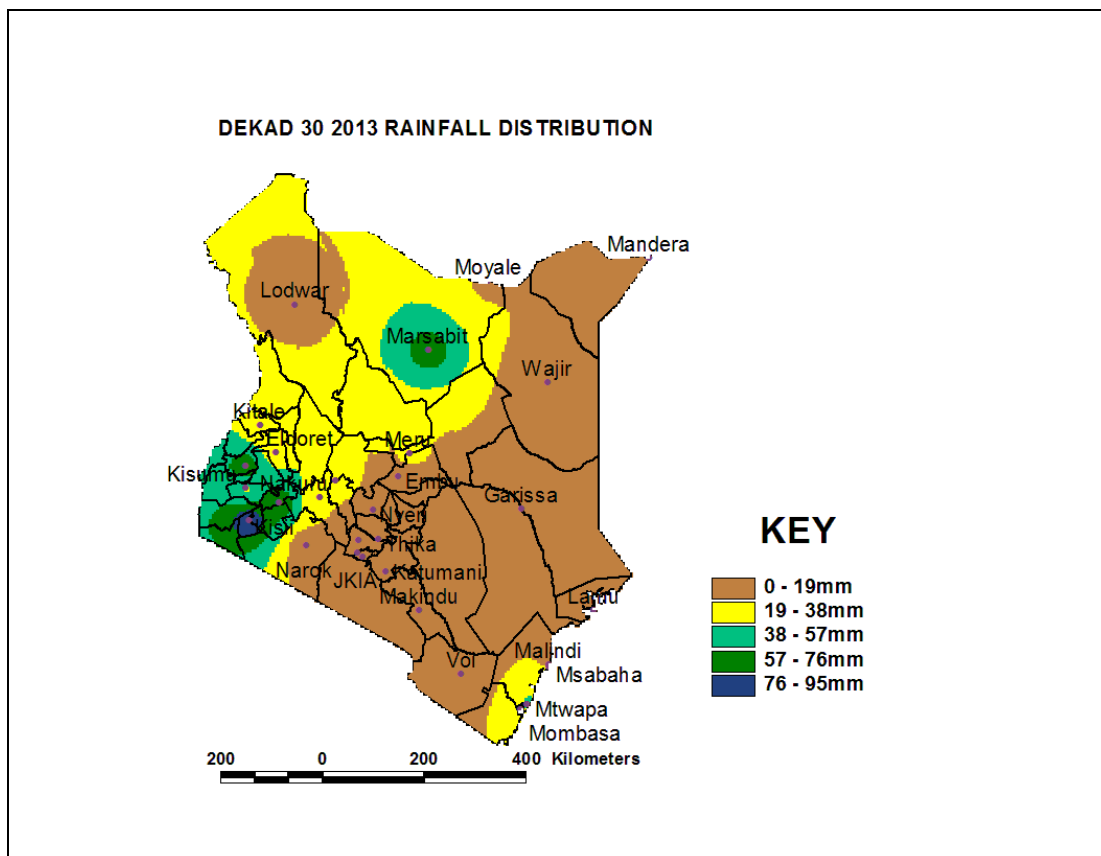 DEKAD 30 2013 RAINFALL DISTRIBUTION
Mandera
Moyale
Lodwar
Marsabit
Wajir
Kitale
Eldoret
Meru
Kisumu
Nakuru
Embu
Garissa
Nyeri
Kisii
Thika
Narok
JKIA
Katumani
Makindu
Lamu
Voi
Malindi
Msabaha
Mtwapa
Mombasa
KEY
0 - 19mm
19 - 38mm
38 - 57mm
57 - 76mm
76 - 95mm
200 0 200 400 Kilometers